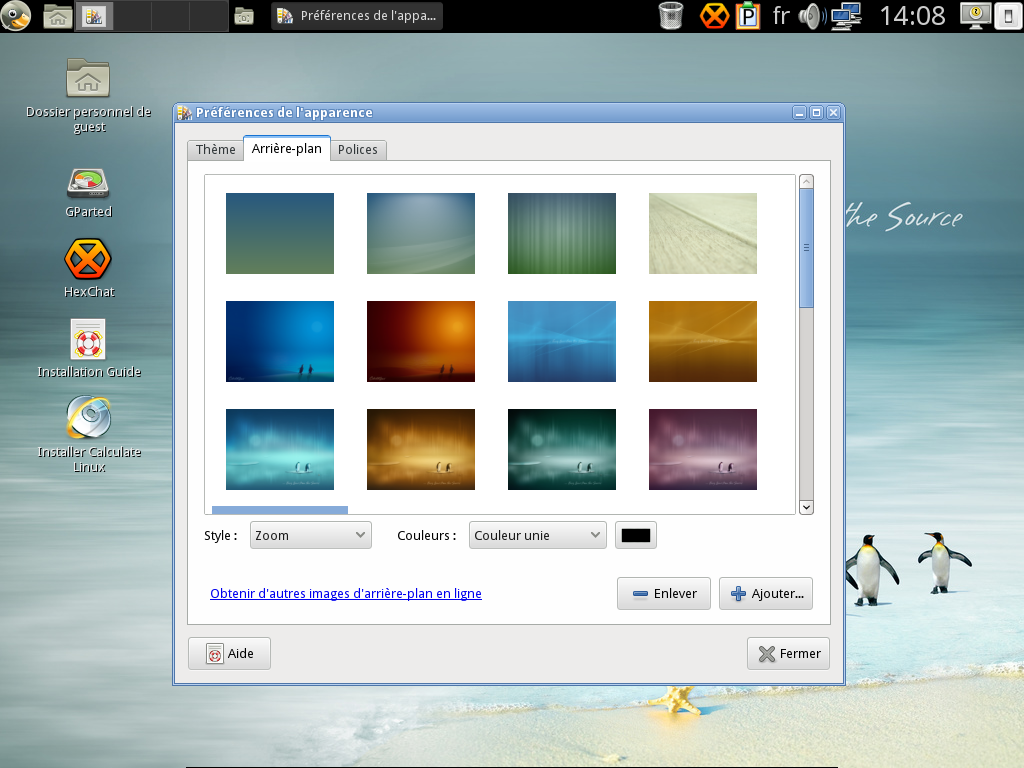 Préférences de l'appa...
fr
14:08
Dossier personnel de
guest
GParted
HexChat
Installation Guide
Installer Calculate
Linux
Préférences de l'apparence
Thème
Arrière-plan
Polices
the Source
Style :
Zoom
Couleurs :
Couleur unie
Obtenir d'autres images d'arrière-plan en ligne
Enlever
Ajouter...
Aide
Fermer